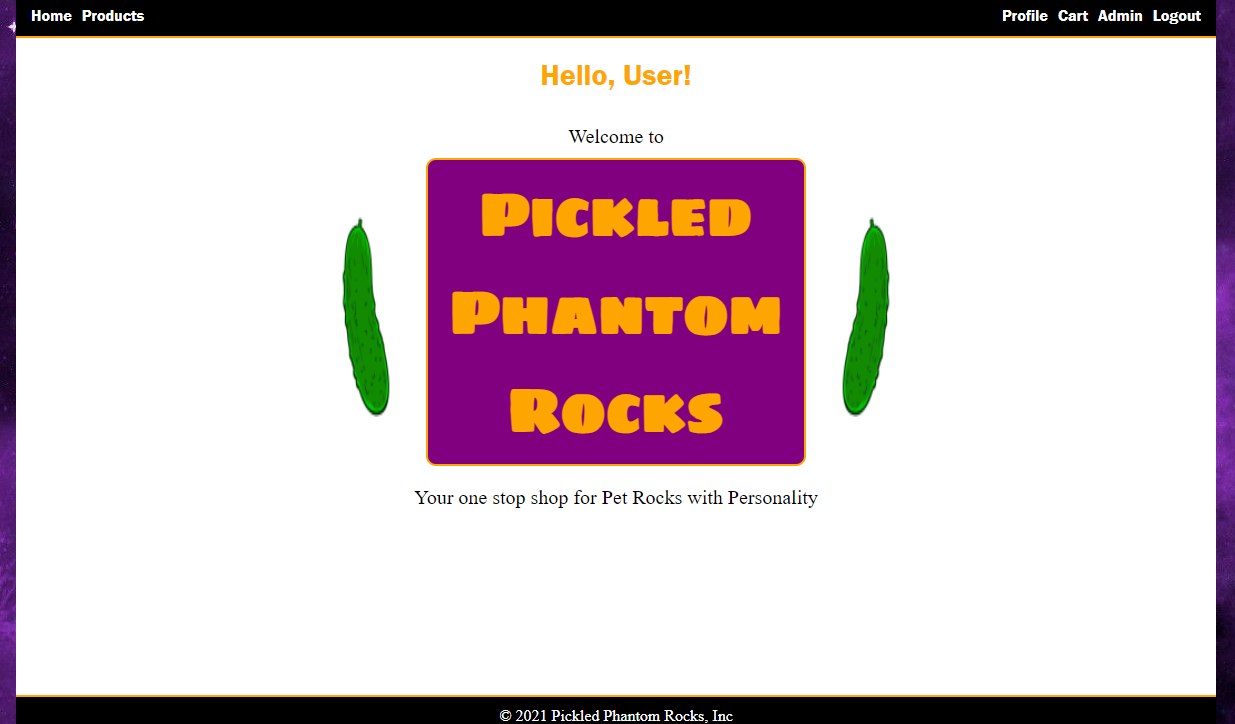 Home Products Profile Cart Admin Logout
Hello, User!
Welcome to
Pickled
Phantom
Rocks
Your one stop shop for Pet Rocks with Personality
© 2021 Pickled Phantom Rocks, Inc